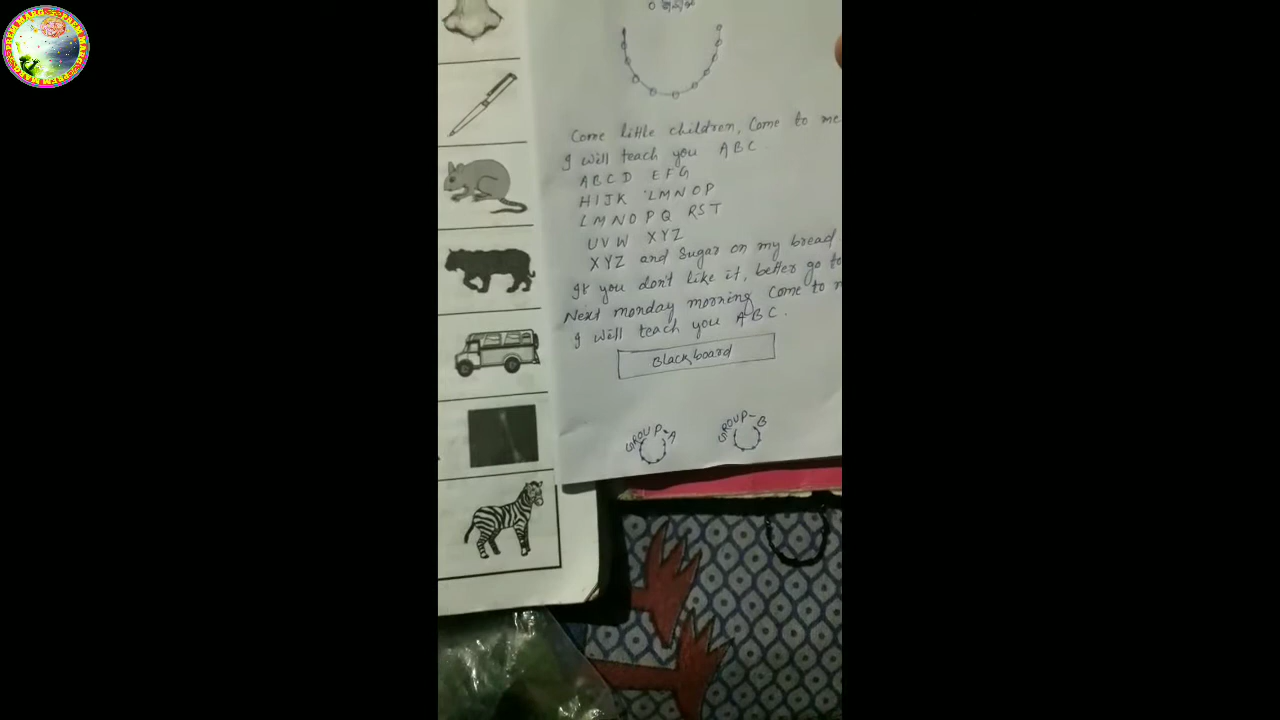 PREM MARG
Come little children, Come to me
I will teach you ABC
ABCD EFG
HIJK LMNOP
LMNOPQ RST
UVW XYZ
XYZ and Sugar on my bread
If you don't like it, better go to
Next monday morning Come to
I will teach you ABC.
Blackboard
GROUP-A
GROUP-B